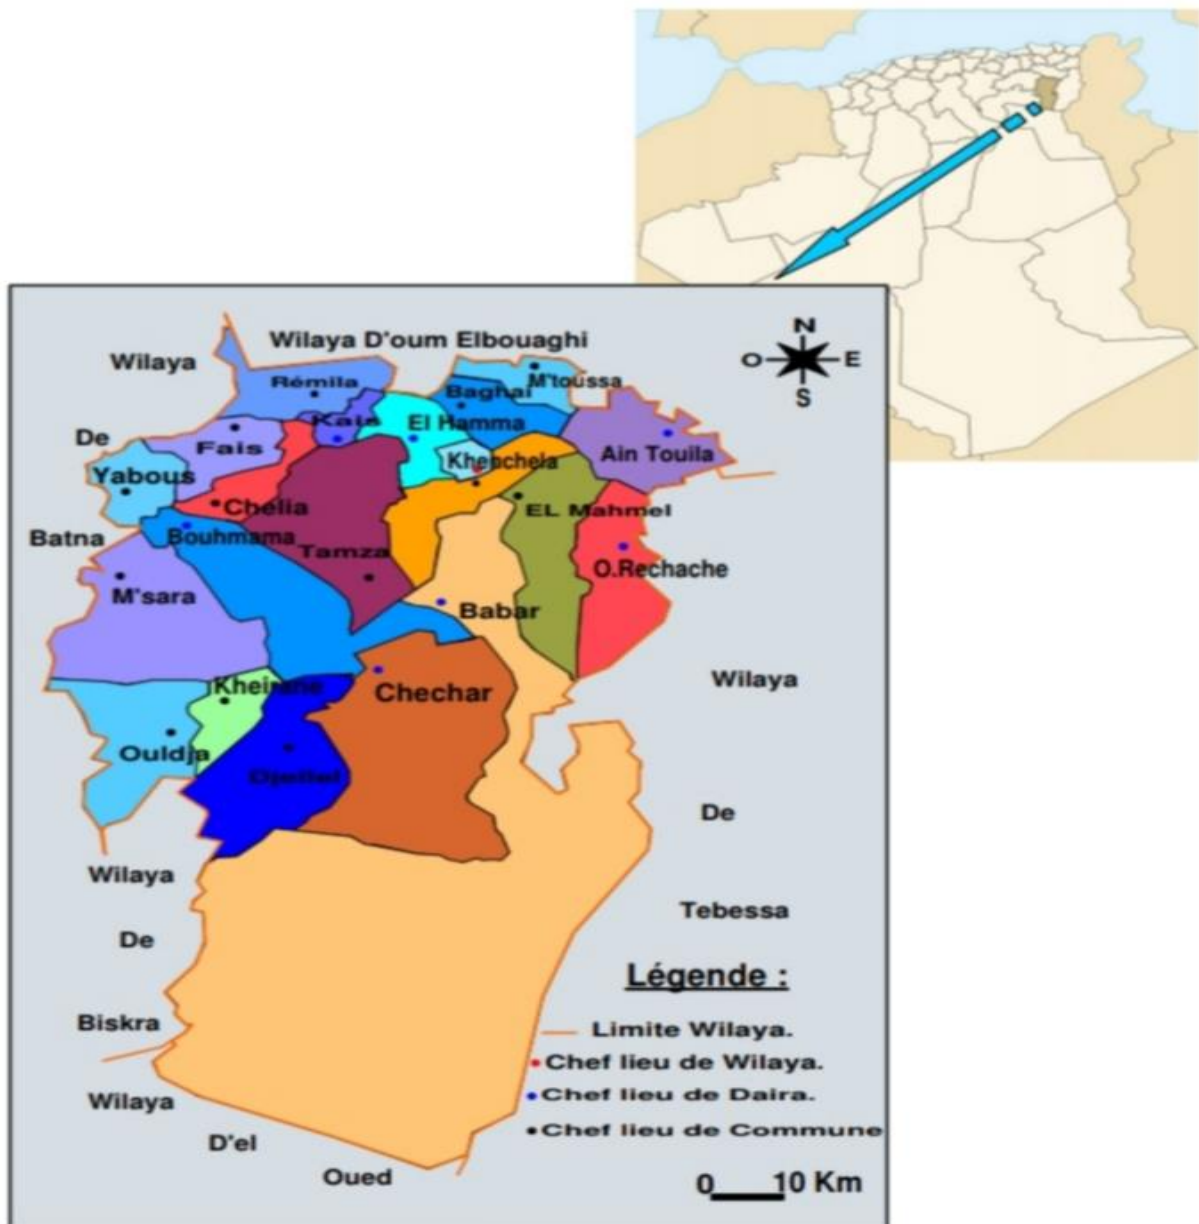 Wilaya D'oum Elbouaghi
Wilaya
N
O
E
S
M'toussa
Rémila
Baghai
Kais
El Hamma
De
Fais
Khenchela
Ain Touila
Yabous
Chelia
EL Mahmel
Batna
Bouhmama
Tamza
O.Rechache
M'sara
Babar
Wilaya
Kheirane
Chechar
Ouldja
Djellel
De
Wilaya
Tebessa
De
Légende :
Biskra
Limite Wilaya.
Chef lieu de Wilaya.
Wilaya
Chef lieu de Daira.
D'el
Chef lieu de Commune
Oued
0 10 Km